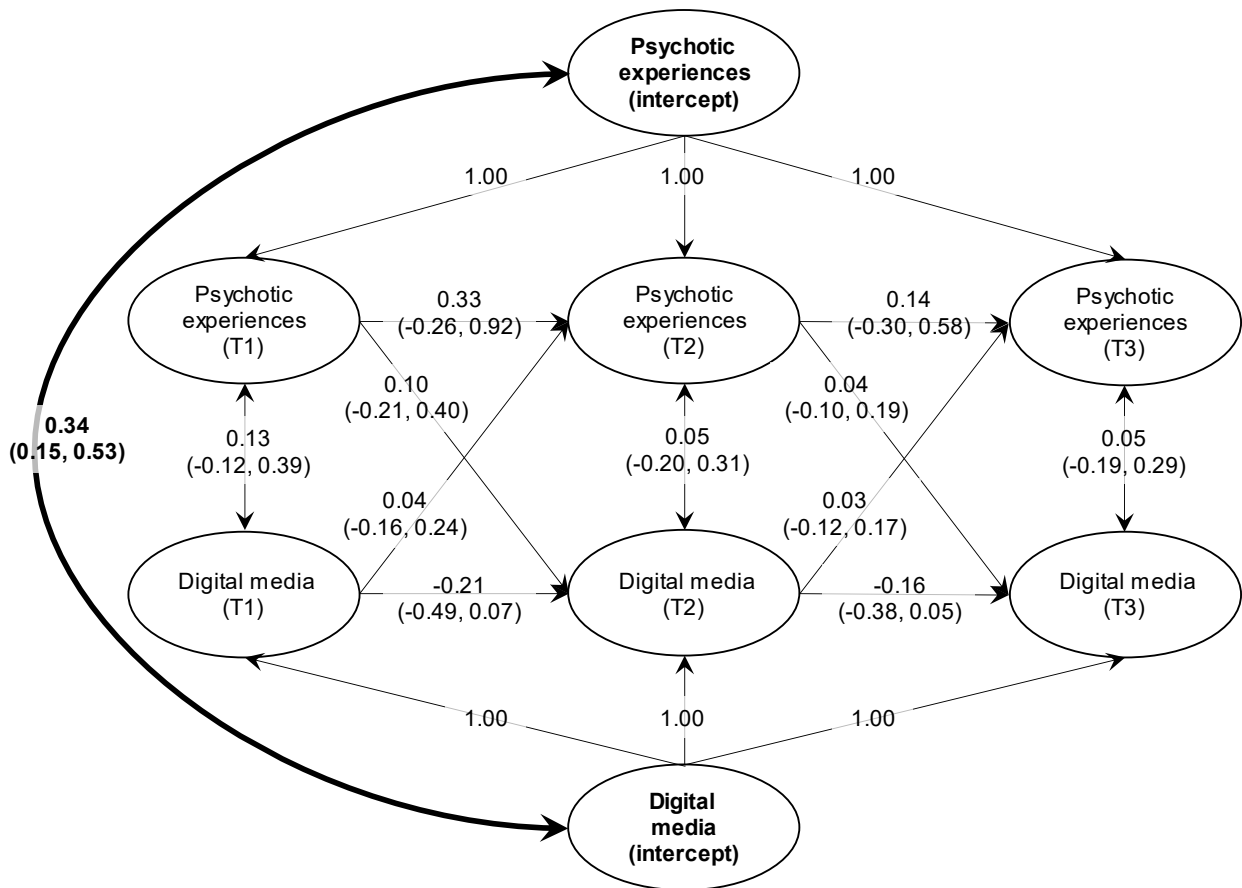 Psychotic
experiences
(intercept)
1.00
1.00
1.00
Psychotic
experiences
(T1)
0.33
(-0.26, 0.92)
Psychotic
experiences
(T2)
0.14
(-0.30, 0.58)
Psychotic
experiences
(T3)
0.10
(-0.21, 0.40)
0.04
(-0.10, 0.19)
0.34
(0.15, 0.53)
0.13
(-0.12, 0.39)
0.05
(-0.20, 0.31)
0.05
(-0.19, 0.29)
0.04
(-0.16, 0.24)
0.03
(-0.12, 0.17)
Digital media
(T1)
-0.21
(-0.49, 0.07)
Digital media
(T2)
-0.16
(-0.38, 0.05)
Digital media
(T3)
1.00
1.00
1.00
Digital
media
(intercept)